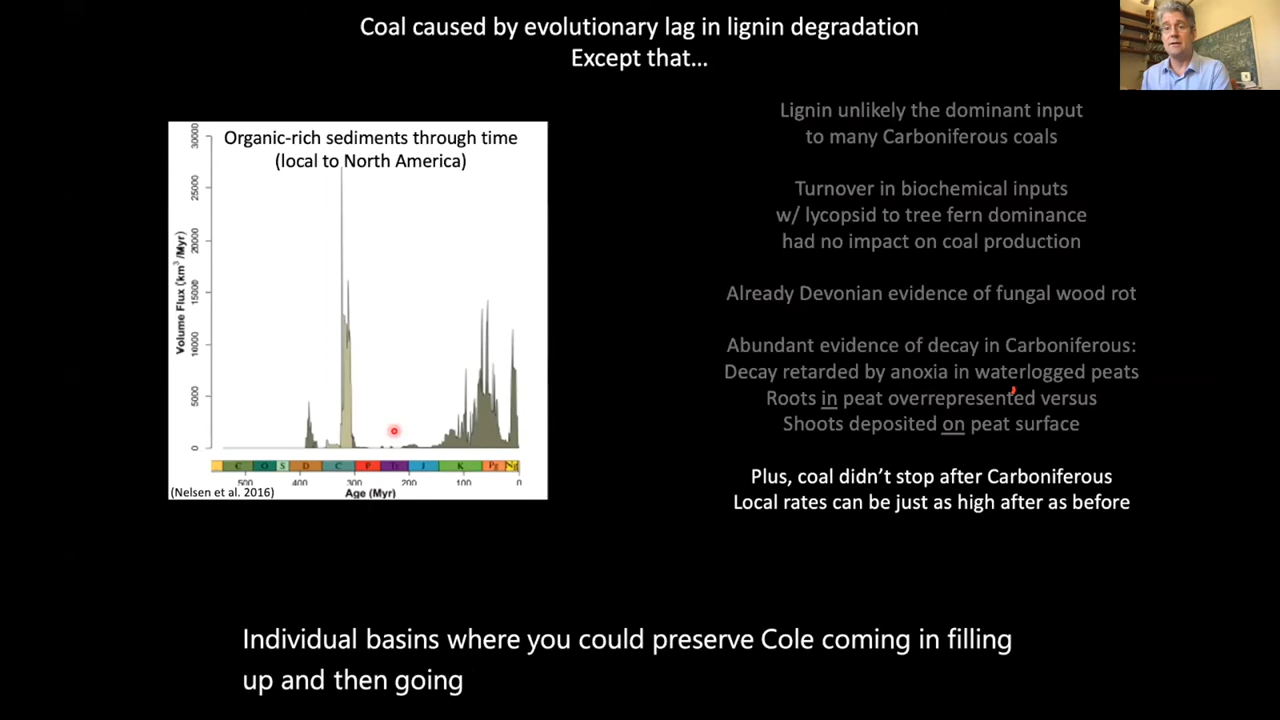 Coal caused by evolutionary lag in lignin degradation
Except that...
Organic-rich sediments through time
(local to North America)
Volume Flux (km³/Myr)
30000
25000
20000
15000
10000
5000
0
C O S D C P Tr J K Pg Ng
500 400 300 200 100 0
(Nelsen et al. 2016)
Age (Myr)
Lignin unlikely the dominant input
to many Carboniferous coals
Turnover in biochemical inputs
w/ lycopsid to tree fern dominance
had no impact on coal production
Already Devonian evidence of fungal wood rot
Abundant evidence of decay in Carboniferous:
Decay retarded by anoxia in waterlogged peats
Roots in peat overrepresented versus
Shoots deposited on peat surface
Plus, coal didn't stop after Carboniferous
Local rates can be just as high after as before
Individual basins where you could preserve Cole coming in filling
up and then going